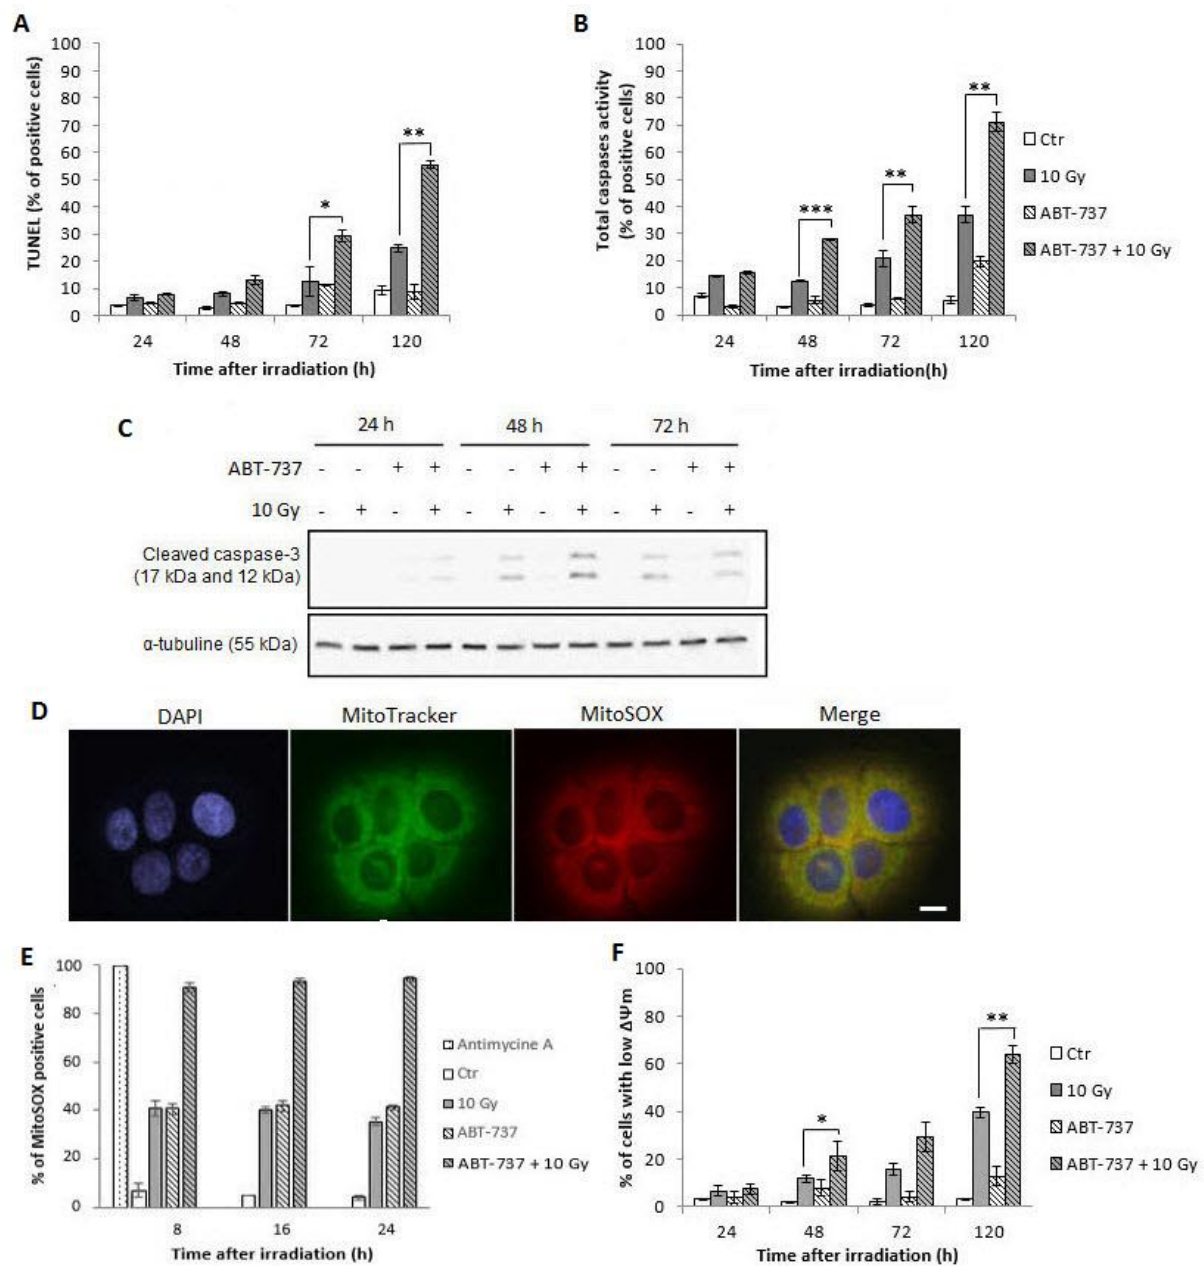 A
TUNEL (% of positive cells)
100
90
80
70
60
50
40
30
20
10
0
*
**
24 48 72 120
Time after irradiation (h)
B
Total caspases activity
(% of positive cells)
100
90
80
70
60
50
40
30
20
10
0
***
**
**
24 48 72 120
Time after irradiation(h)
Ctr
10 Gy
ABT-737
ABT-737 + 10 Gy
C
24 h 48 h 72 h
ABT-737 - - + + - - + + - - + +
10 Gy - + - + - + - + - + - +
Cleaved caspase-3
(17 kDa and 12 kDa)
α-tubuline (55 kDa)
D
DAPI MitoTracker MitoSOX Merge
E
% of MitoSOX positive cells
100
80
60
40
20
0
8 16 24
Time after irradiation (h)
Antimycine A
Ctr
10 Gy
ABT-737
ABT-737 + 10 Gy
F
% of cells with low ΔΨm
100
80
60
40
20
0
*
**
24 48 72 120
Time after irradiation (h)
Ctr
10 Gy
ABT-737
ABT-737 + 10 Gy